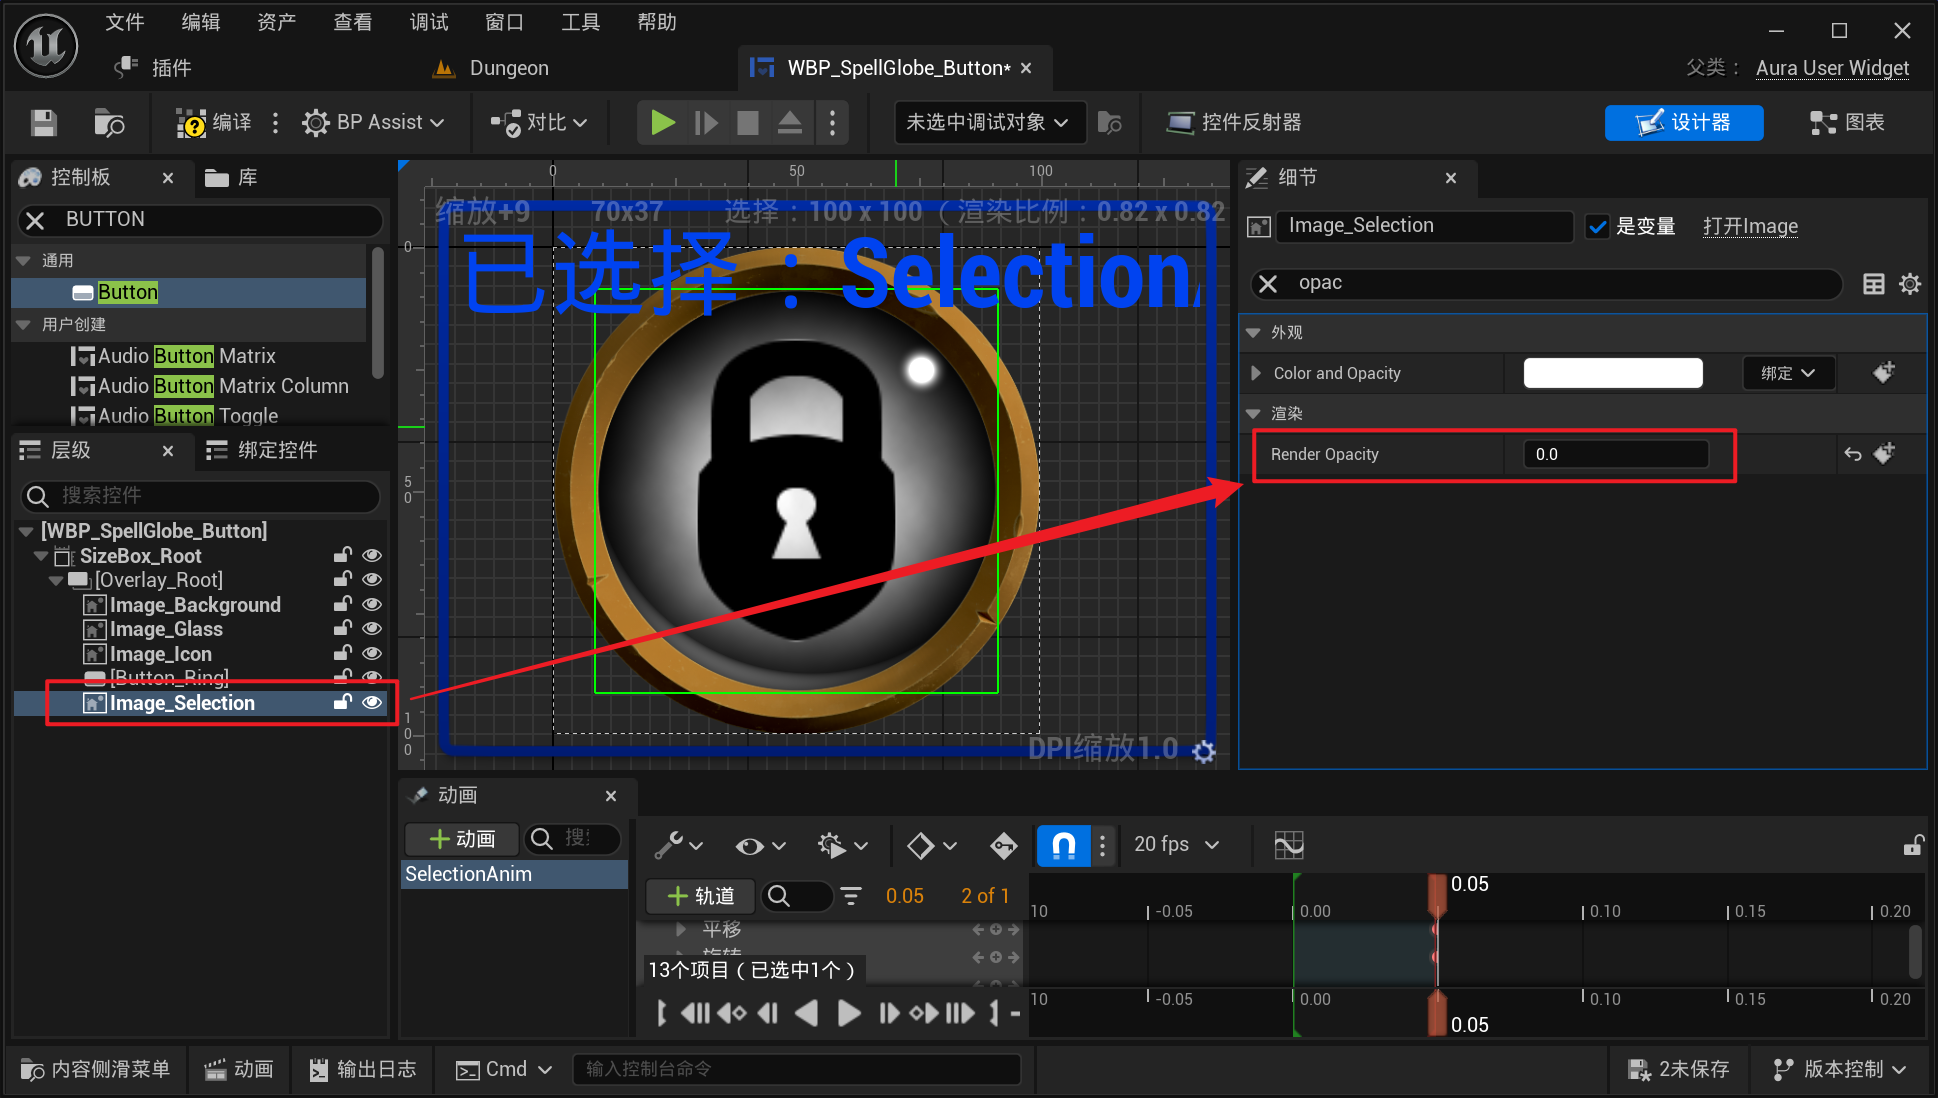 文件 编辑 资产 查看 调试 窗口 工具 帮助
插件 Dungeon WBP_SpellGlobe_Button* 父类： Aura User Widget
编译 BP Assist 对比 未选中调试对象 控件反射器 设计器 图表
控制板 库
BUTTON
通用
Button
用户创建
Audio Button Matrix
Audio Button Matrix Column
Audio Button Toggle
层级 绑定控件
搜索控件
[WBP_SpellGlobe_Button]
SizeBox_Root
[Overlay_Root]
Image_Background
Image_Glass
Image_Icon
[Button_Ring]
Image_Selection
0 50 100
缩放+9 70x37 选择：100 x 100（渲染比例：0.82 x 0.82
已选择：Selection
0
50
100
DPI缩放1.0
细节
Image_Selection 是变量 打开Image
opac
外观
Color and Opacity 绑定
渲染
Render Opacity 0.0
动画
动画 搜
SelectionAnim
20 fps
轨道 0.05 2 of 1
平移
旋转
13个项目（已选中1个）
0.05
10 -0.05 0.00 0.10 0.15 0.20
10 -0.05 0.00 0.10 0.15 0.20
0.05
内容侧滑菜单 动画 输出日志 Cmd 输入控制台命令 2未保存 版本控制